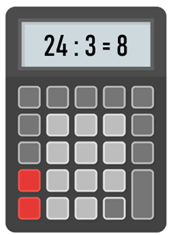 24 : 3 = 8